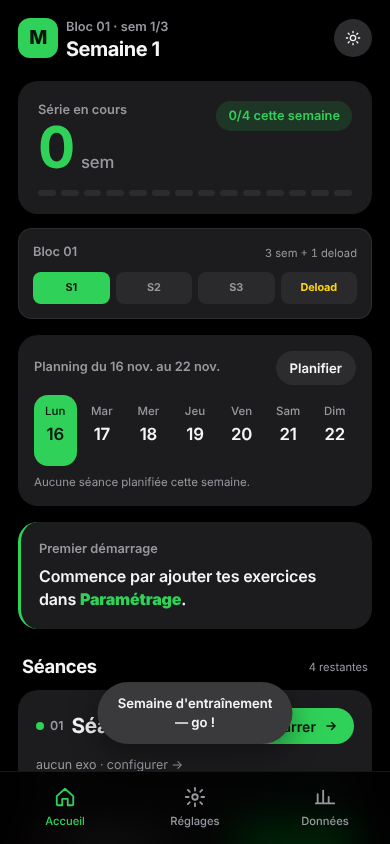 M
Bloc 01 · sem 1/3
Semaine 1
Série en cours
0/4 cette semaine
0 sem
Bloc 01
3 sem + 1 deload
S1
S2
S3
Deload
Planning du 16 nov. au 22 nov.
Planifier
Lun Mar Mer Jeu Ven Sam Dim
16 17 18 19 20 21 22
Aucune séance planifiée cette semaine.
Premier démarrage
Commence par ajouter tes exercices
dans Paramétrage.
Séances
4 restantes
Semaine d'entraînement
— go !
01
aucun exo · configurer →
Accueil
Réglages
Données